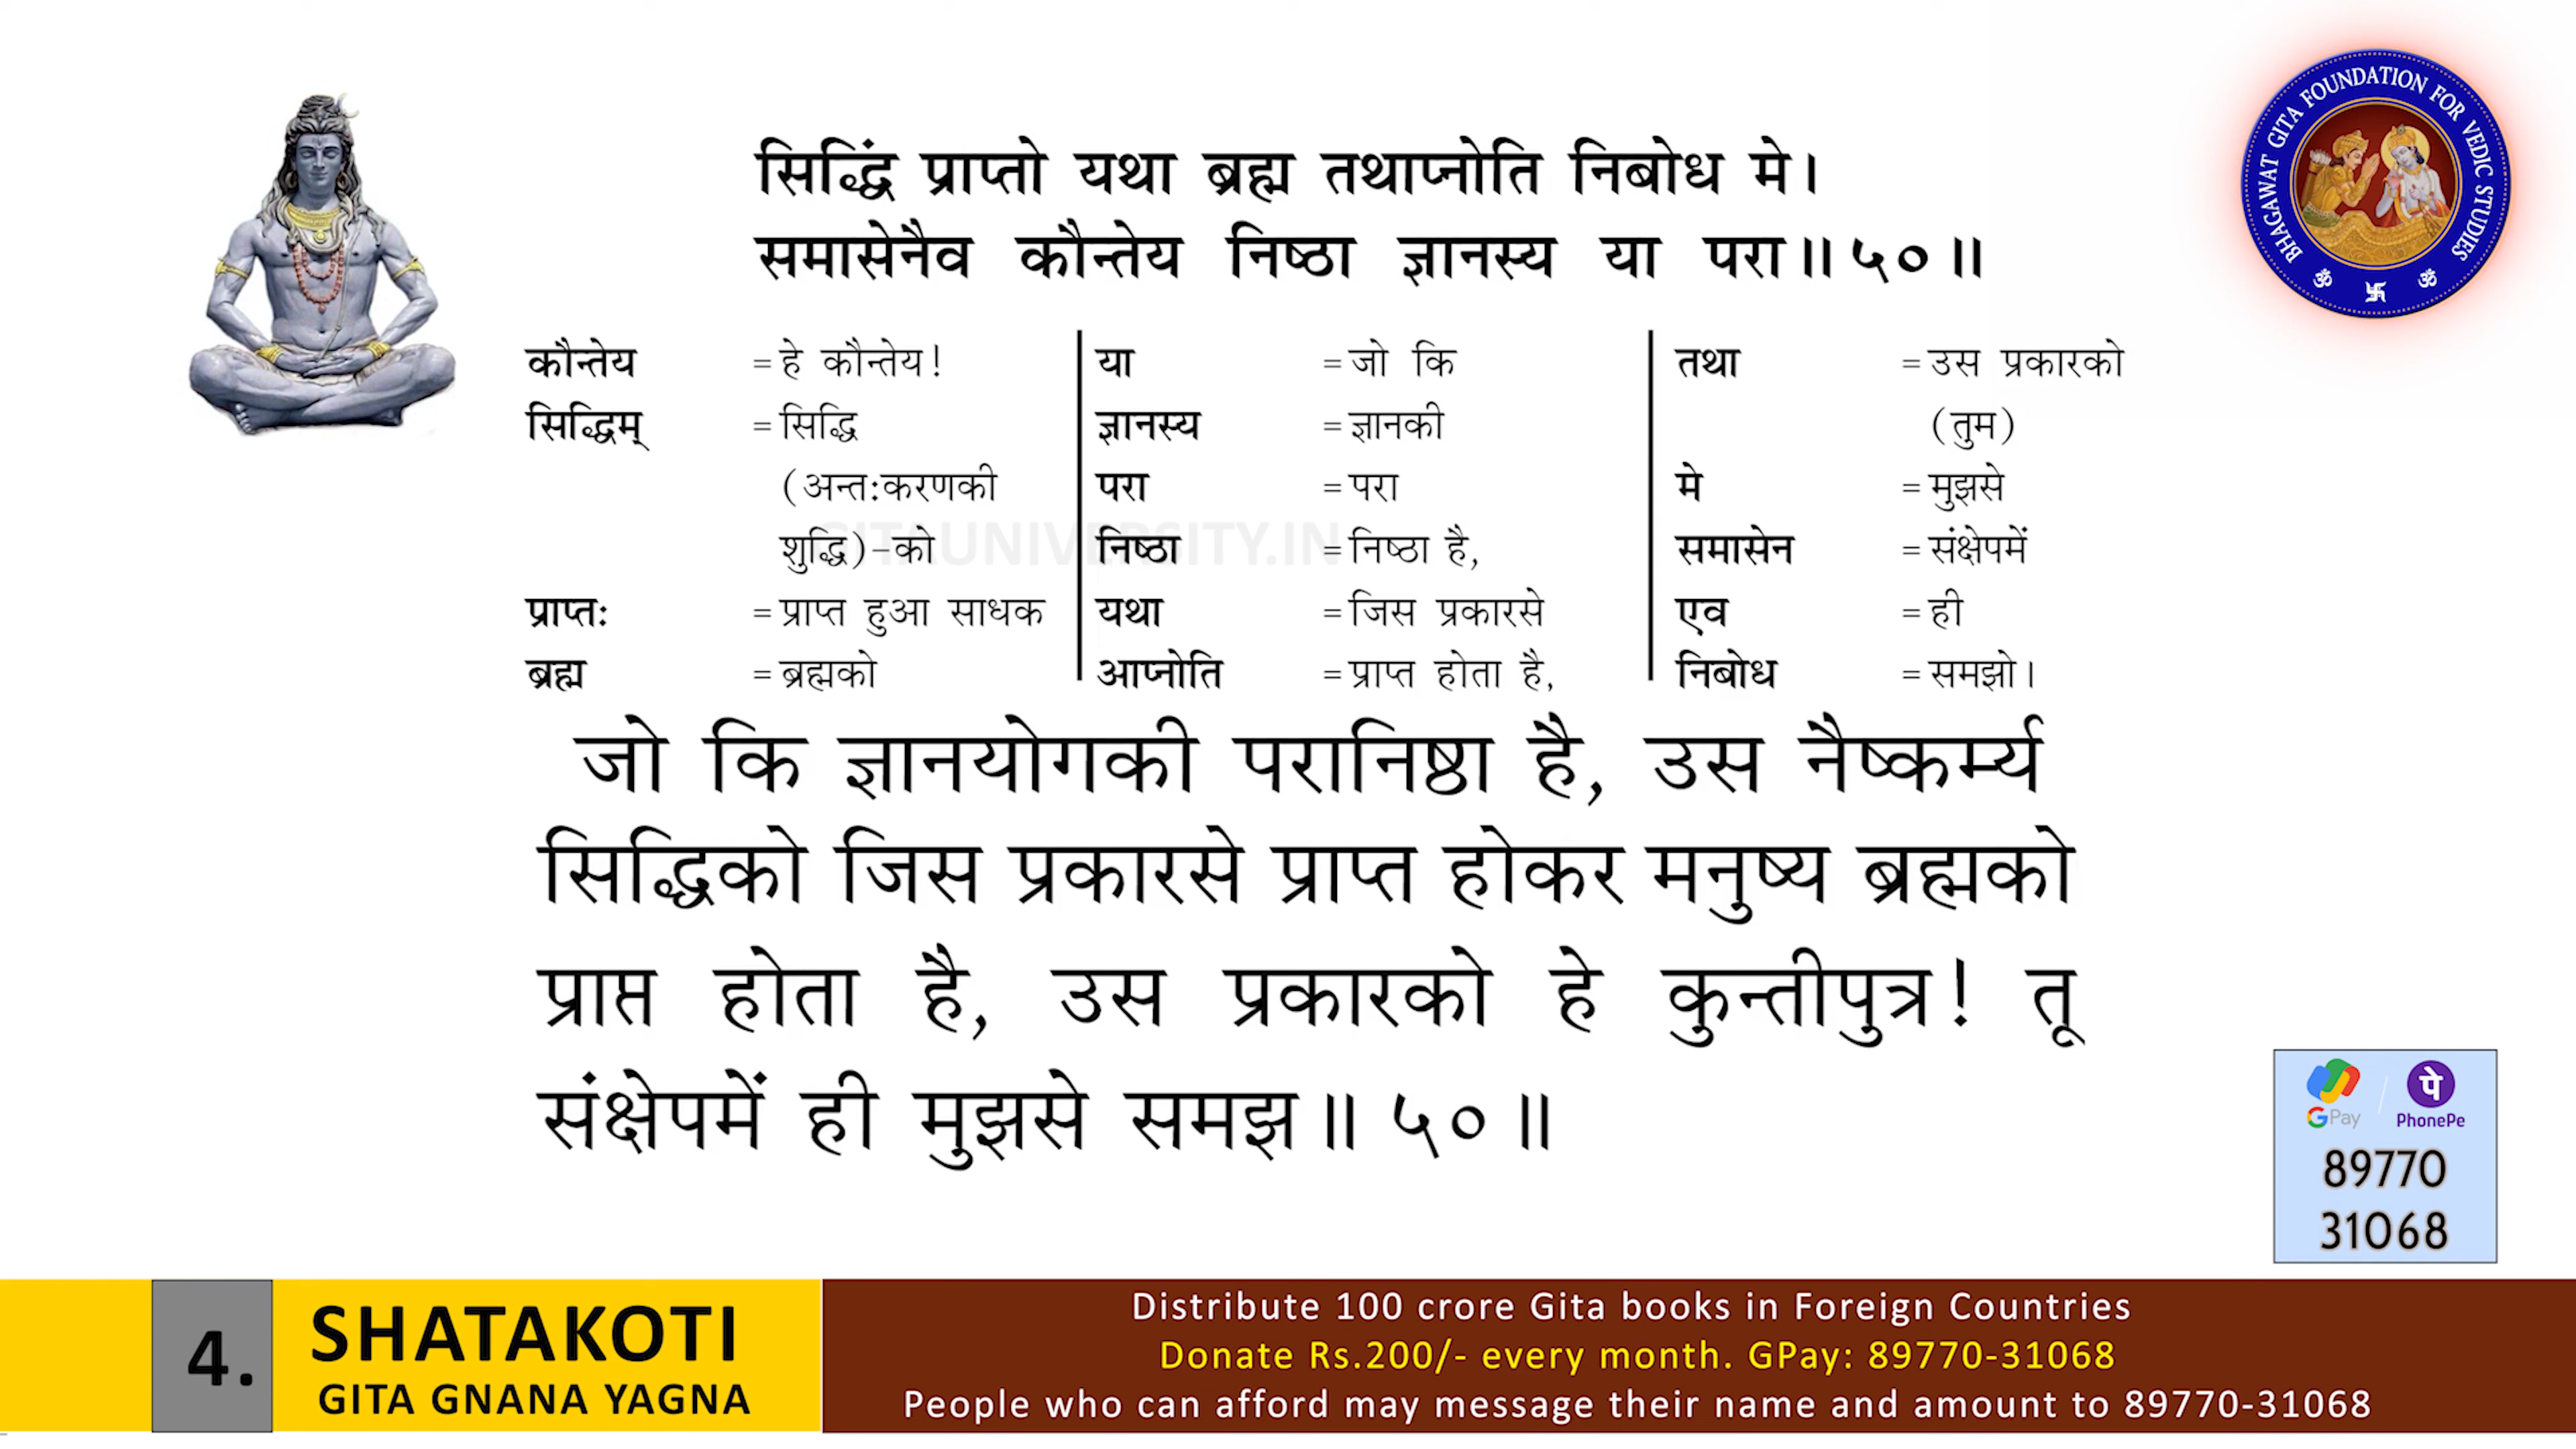 सिद्धिं प्राप्तो यथा ब्रह्म तथाप्नोति निबोध मे।
समासेनैव कौन्तेय निष्ठा ज्ञानस्य या परा॥ ५० ॥
BHAGAWAT GITA FOUNDATION FOR VEDIC STUDIES
ॐ 卐 ॐ
कौन्तेय = हे कौन्तेय!
सिद्धिम् = सिद्धि
(अन्तःकरणकी
शुद्धि)-को
प्राप्तः = प्राप्त हुआ साधक
ब्रह्म = ब्रह्मको
या = जो कि
ज्ञानस्य = ज्ञानकी
परा = परा
निष्ठा = निष्ठा है,
यथा = जिस प्रकारसे
आप्नोति = प्राप्त होता है,
तथा = उस प्रकारको
(तुम)
मे = मुझसे
समासेन = संक्षेपमें
एव = ही
निबोध = समझो।
GITAUNIVERSITY.IN
जो कि ज्ञानयोगकी परानिष्ठा है, उस नैष्कर्म्य
सिद्धिको जिस प्रकारसे प्राप्त होकर मनुष्य ब्रह्मको
प्राप्त होता है, उस प्रकारको हे कुन्तीपुत्र! तू
संक्षेपमें ही मुझसे समझ॥ ५० ॥
GPay
पे PhonePe
89770
31068
4.
SHATAKOTI
GITA GNANA YAGNA
Distribute 100 crore Gita books in Foreign Countries
Donate Rs.200/- every month. GPay: 89770-31068
People who can afford may message their name and amount to 89770-31068